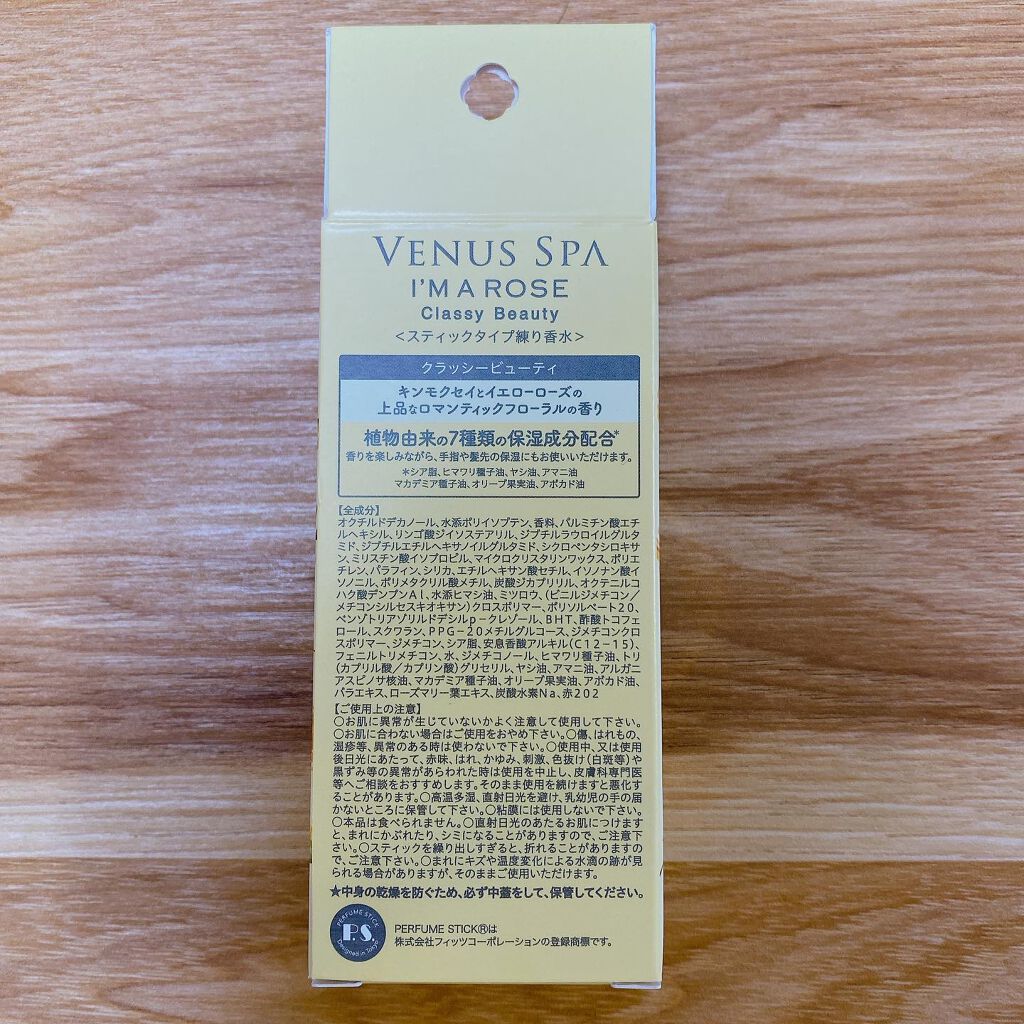 VENUS SPA
I'M A ROSE
Classy Beauty
<スティックタイプ練り香水>
クラッシービューティ
キンモクセイとイエローローズの
上品なロマンティックフローラルの香り
植物由来の7種類の保湿成分配合*
香りを楽しみながら、手指や髪先の保湿にもお使いいただけます。
*シア脂、ヒマワリ種子油、ヤシ油、アマニ油
マカデミア種子油、オリーブ果実油、アボカド油
【全成分】
オクチルドデカノール、水添ポリイソブテン、香料、パルミチン酸エチ
ルヘキシル、リンゴ酸ジイソステアリル、ジブチルラウロイルグルタ
ミド、ジブチルエチルヘキサノイルグルタミド、シクロペンタシロキサ
ン、ミリスチン酸イソプロピル、マイクロクリスタリンワックス、ポリエ
チレン、パラフィン、シリカ、エチルヘキサン酸セチル、イソノナン酸イ
ソノニル、ポリメタクリル酸メチル、炭酸ジカプリリル、オクテニルコ
ハク酸デンプンAl、水添ヒマシ油、ミツロウ、(ビニルジメチコン/
メチコンシルセスキオキサン)クロスポリマー、ポリソルベート20、
ベンゾトリアゾリルドデシルp-クレゾール、BHT、酢酸トコフェ
ロール、スクワラン、PPG-20メチルグルコース、ジメチコンクロ
スポリマー、ジメチコン、シア脂、安息香酸アルキル(C12-15)、
フェニルトリメチコン、水、ジメチコノール、ヒマワリ種子油、トリ
(カプリル酸/カプリン酸)グリセリル、ヤシ油、アマニ油、アルガニ
アスピノサ核油、マカデミア種子油、オリーブ果実油、アボカド油、
バラエキス、ローズマリー葉エキス、炭酸水素Na、赤202
【ご使用上の注意】
○お肌に異常が生じていないかよく注意して使用して下さい。
○お肌に合わない場合はご使用をおやめ下さい。○傷、はれもの、
湿疹等、異常のある時は使わないで下さい。○使用中、又は使用
後日光にあたって、赤味、はれ、かゆみ、刺激、色抜け(白斑等)や
黒ずみ等の異常があらわれた時は使用を中止し、皮膚科専門医
等へご相談をおすすめします。そのまま使用を続けますと悪化す
ることがあります。○高温多湿、直射日光を避け、乳幼児の手の届
かないところに保管して下さい。○粘膜には使用しないで下さい。
○本品は食べられません。○直射日光のあたるお肌につけます
と、まれにかぶれたり、シミになることがありますので、ご注意下
さい。○スティックを繰り出しすぎると、折れることがありますの
で、ご注意下さい。○まれにキズや温度変化による水滴の跡が見
られる場合がありますが、そのままご使用いただけます。
★中身の乾燥を防ぐため、必ず中蓋をして、保管してください。
PERFUME STICK
P.S.
Designed in Tokyo
PERFUME STICK®は
株式会社フィッツコーポレーションの登録商標です。